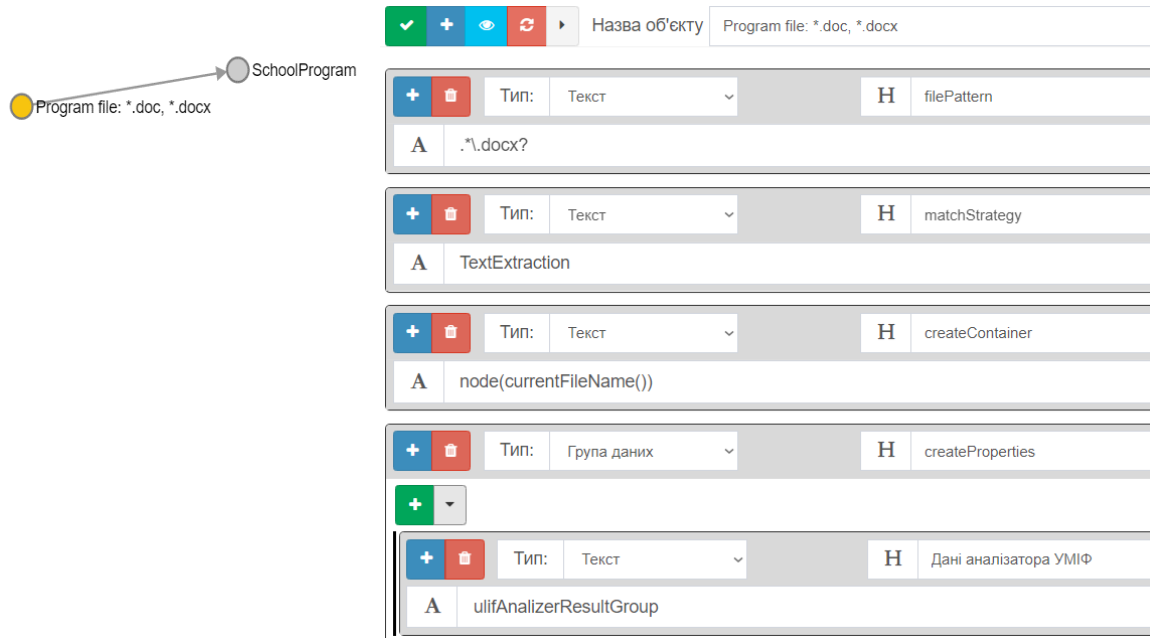 Назва об'єкту Program file: *.doc, *.docx
SchoolProgram
Program file: *.doc, *.docx
Тип: Текст H filePattern
A .*\.docx?
Тип: Текст H matchStrategy
A TextExtraction
Тип: Текст H createContainer
A node(currentFileName())
Тип: Група даних H createProperties
Тип: Текст H Дані аналізатора УМІФ
A ulifAnalizerResultGroup